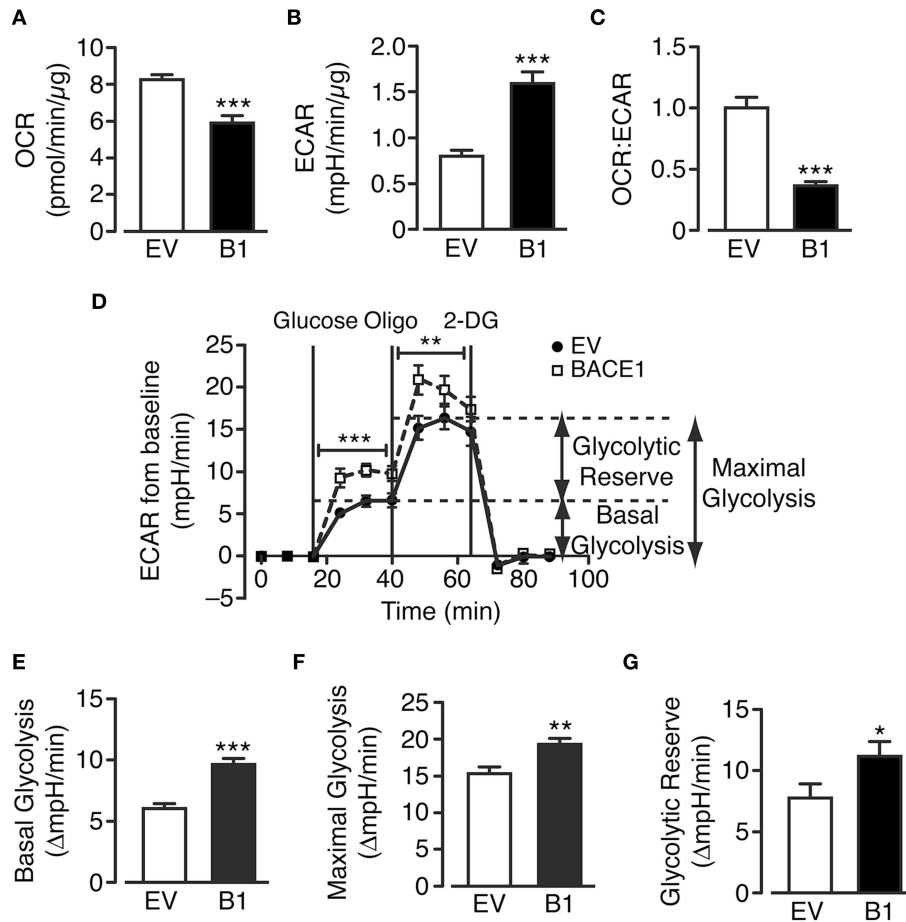 A
B
C
OCR
(pmol/min/µg)
10
8
6
4
2
0
***
EV
B1
ECAR
(mpH/min/µg)
2.0
1.5
1.0
0.5
0
***
EV
B1
OCR:ECAR
1.5
1.0
0.5
0
***
EV
B1
D
Glucose Oligo 2-DG
ECAR fom baseline
(mpH/min)
25
20
15
10
5
0
−5
***
**
EV
BACE1
Glycolytic
Reserve
Basal
Glycolysis
Maximal
Glycolysis
0 20 40 60 80 100
Time (min)
E
F
G
Basal Glycolysis
(ΔmpH/min)
15
10
5
0
***
EV
B1
Maximal Glycolysis
(ΔmpH/min)
25
20
15
10
5
0
**
EV
B1
Glycolytic Reserve
(ΔmpH/min)
15
10
5
0
*
EV
B1